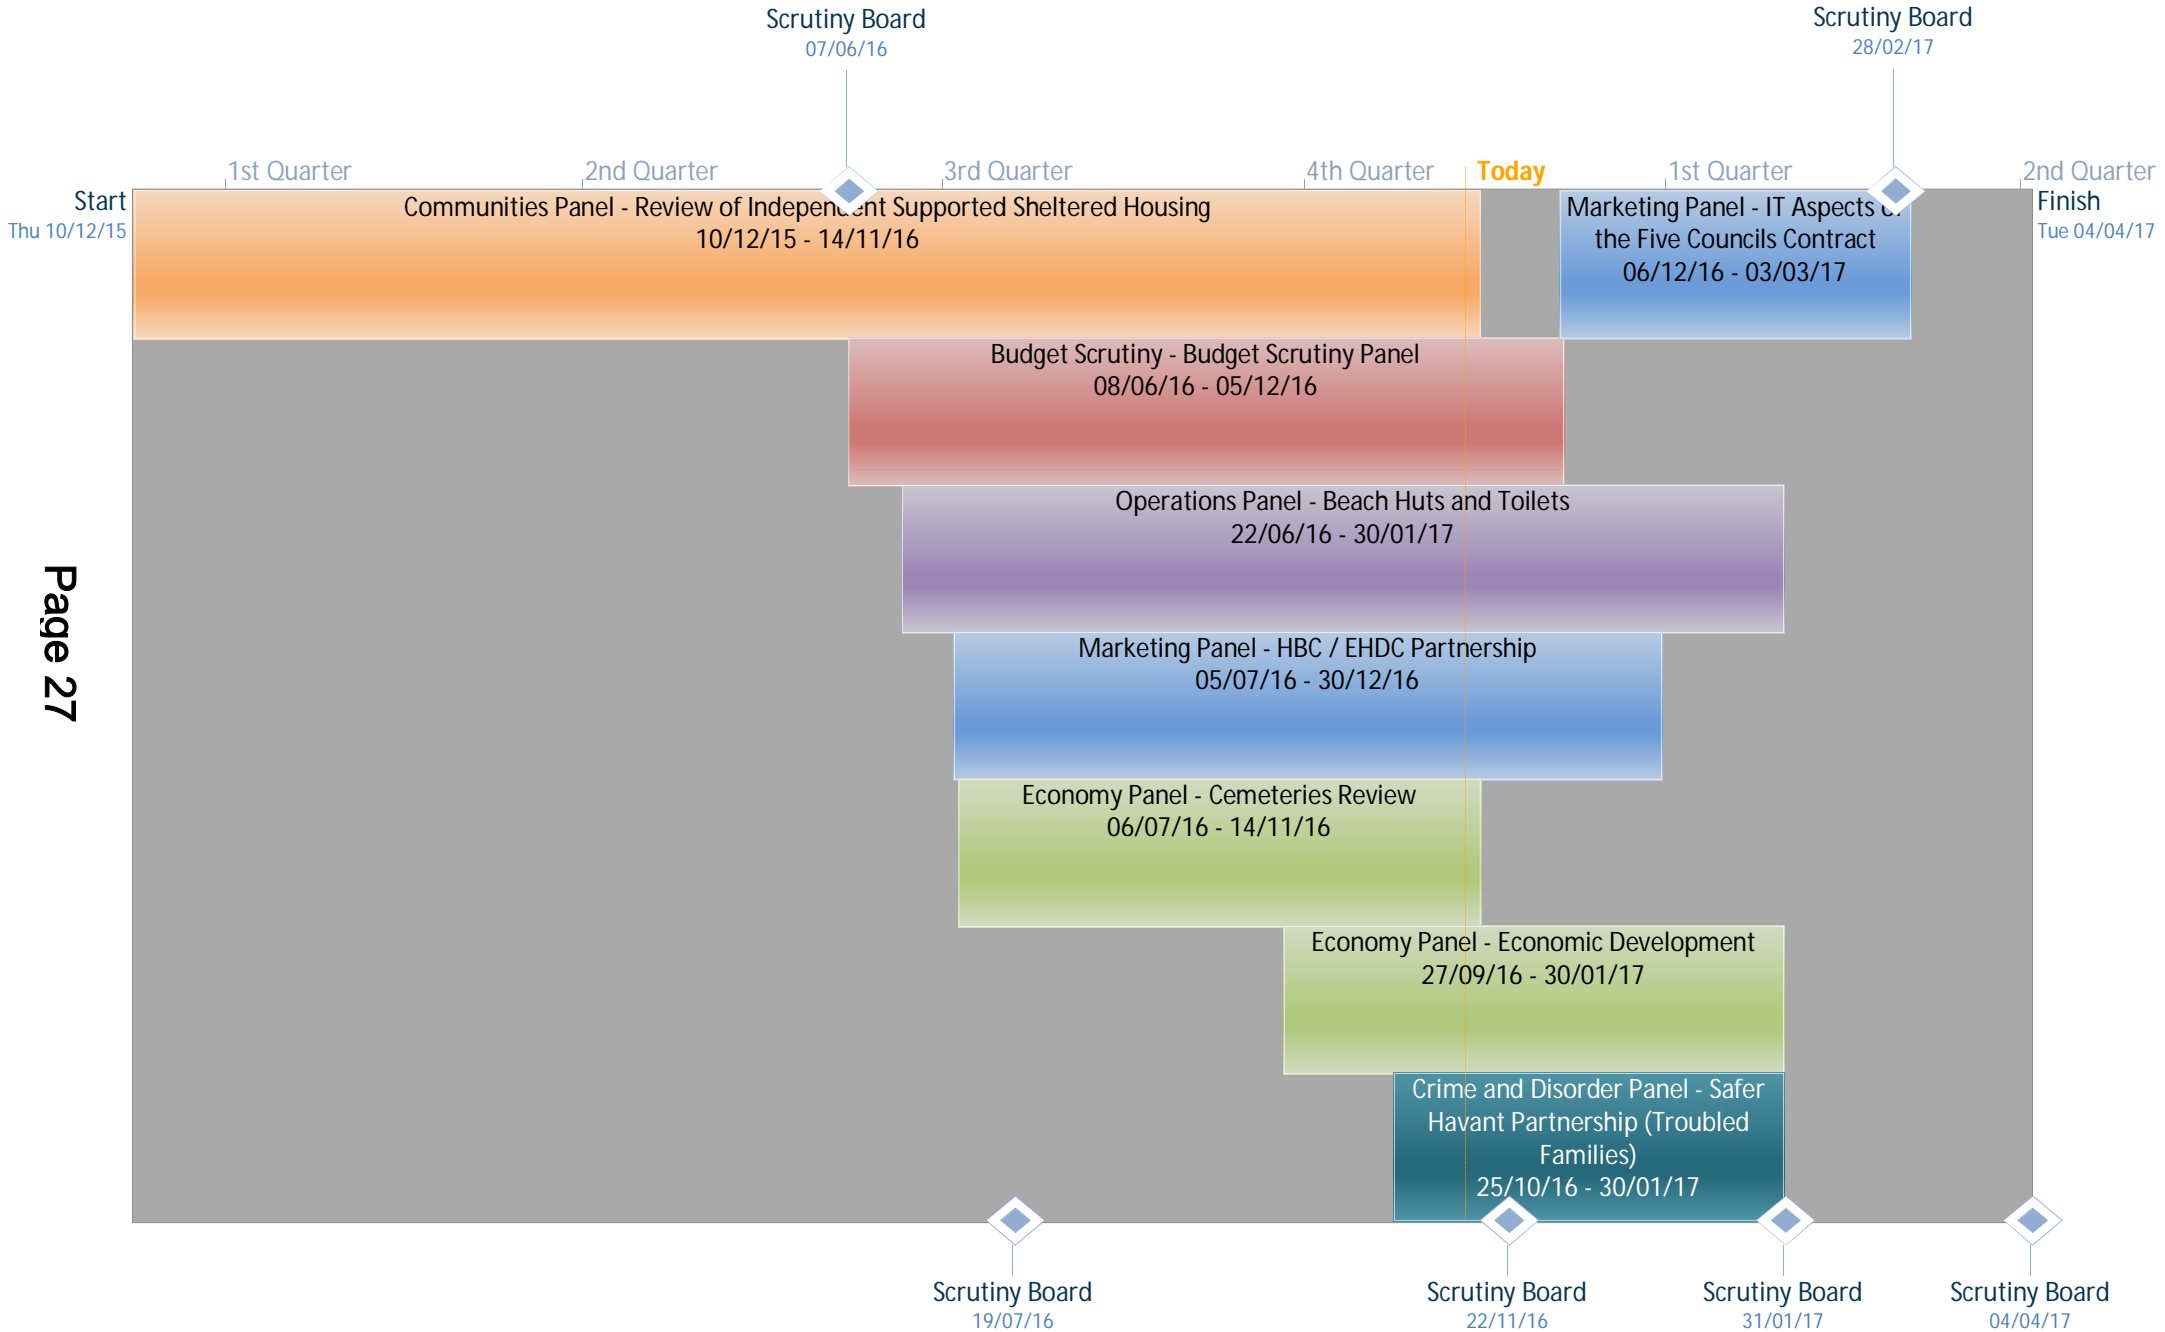 Scrutiny Board
07/06/16
Scrutiny Board
28/02/17
1st Quarter
2nd Quarter
3rd Quarter
4th Quarter
Today
1st Quarter
2nd Quarter
Start
Thu 10/12/15
Finish
Tue 04/04/17
Communities Panel - Review of Independent Supported Sheltered Housing
10/12/15 - 14/11/16
Marketing Panel - IT Aspects of
the Five Councils Contract
06/12/16 - 03/03/17
Budget Scrutiny - Budget Scrutiny Panel
08/06/16 - 05/12/16
Operations Panel - Beach Huts and Toilets
22/06/16 - 30/01/17
Marketing Panel - HBC / EHDC Partnership
05/07/16 - 30/12/16
Economy Panel - Cemeteries Review
06/07/16 - 14/11/16
Economy Panel - Economic Development
27/09/16 - 30/01/17
Crime and Disorder Panel - Safer
Havant Partnership (Troubled
Families)
25/10/16 - 30/01/17
Scrutiny Board
19/07/16
Scrutiny Board
22/11/16
Scrutiny Board
31/01/17
Scrutiny Board
04/04/17
Page 27